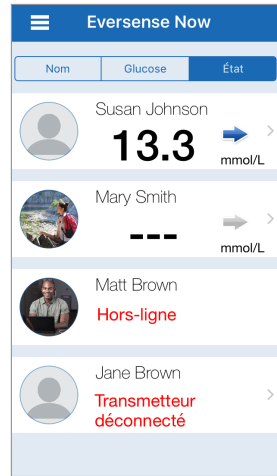 Eversense Now
Nom Glucose État
Susan Johnson
13.3
mmol/L
Mary Smith
---
mmol/L
Matt Brown
Hors-ligne
Jane Brown
Transmetteur
déconnecté